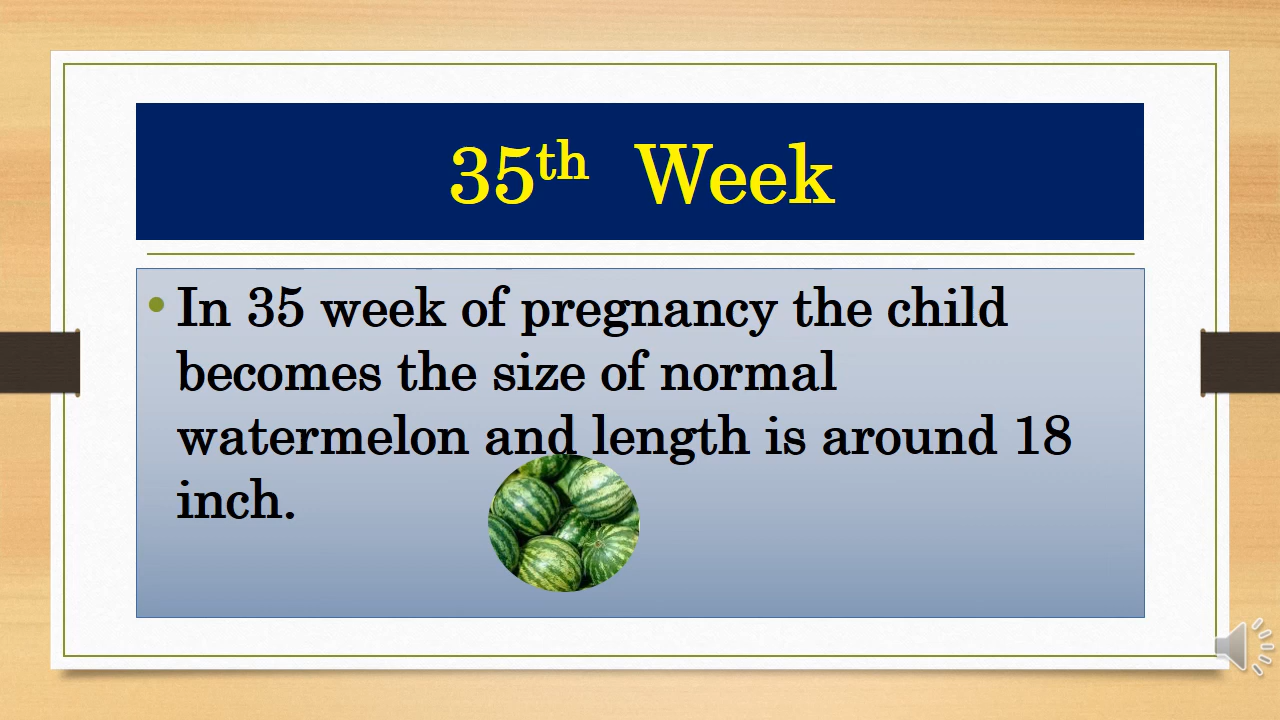 35th Week
• In 35 week of pregnancy the child
becomes the size of normal
watermelon and length is around 18
inch.